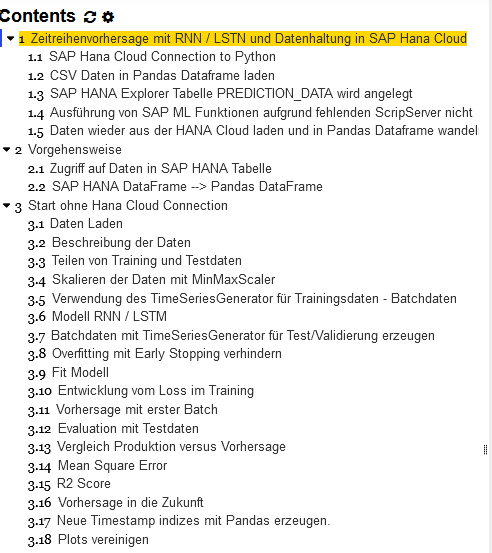 Contents
1 Zeitreihenvorhersage mit RNN / LSTN und Datenhaltung in SAP Hana Cloud
1.1 SAP Hana Cloud Connection to Python
1.2 CSV Daten in Pandas Dataframe laden
1.3 SAP HANA Explorer Tabelle PREDICTION_DATA wird angelegt
1.4 Ausführung von SAP ML Funktionen aufgrund fehlenden ScripServer nicht
1.5 Daten wieder aus der HANA Cloud laden und in Pandas Dataframe wandel
2 Vorgehensweise
2.1 Zugriff auf Daten in SAP HANA Tabelle
2.2 SAP HANA DataFrame --> Pandas DataFrame
3 Start ohne Hana Cloud Connection
3.1 Daten Laden
3.2 Beschreibung der Daten
3.3 Teilen von Training und Testdaten
3.4 Skalieren der Daten mit MinMaxScaler
3.5 Verwendung des TimeSeriesGenerator für Trainingsdaten - Batchdaten
3.6 Modell RNN / LSTM
3.7 Batchdaten mit TimeSeriesGenerator für Test/Validierung erzeugen
3.8 Overfitting mit Early Stopping verhindern
3.9 Fit Modell
3.10 Entwicklung vom Loss im Training
3.11 Vorhersage mit erster Batch
3.12 Evaluation mit Testdaten
3.13 Vergleich Produktion versus Vorhersage
3.14 Mean Square Error
3.15 R2 Score
3.16 Vorhersage in die Zukunft
3.17 Neue Timestamp indizes mit Pandas erzeugen.
3.18 Plots vereinigen